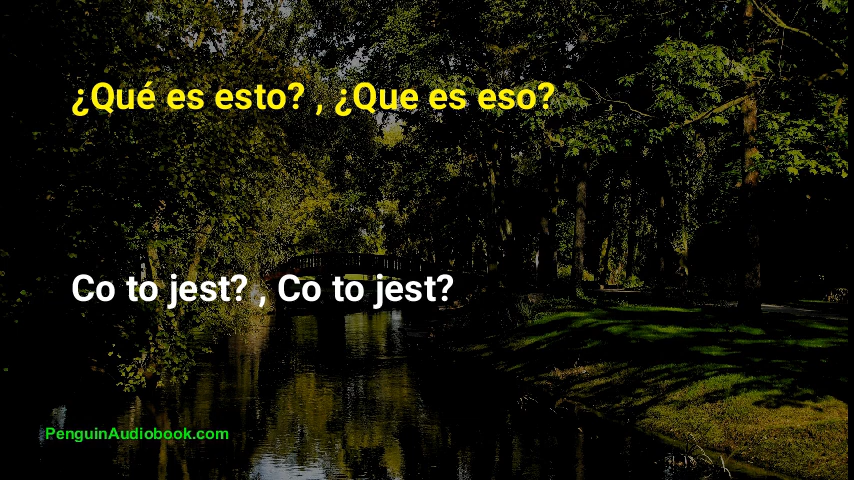 ¿Qué es esto? , ¿Que es eso?
Co to jest? , Co to jest?
PenguinAudiobook.com